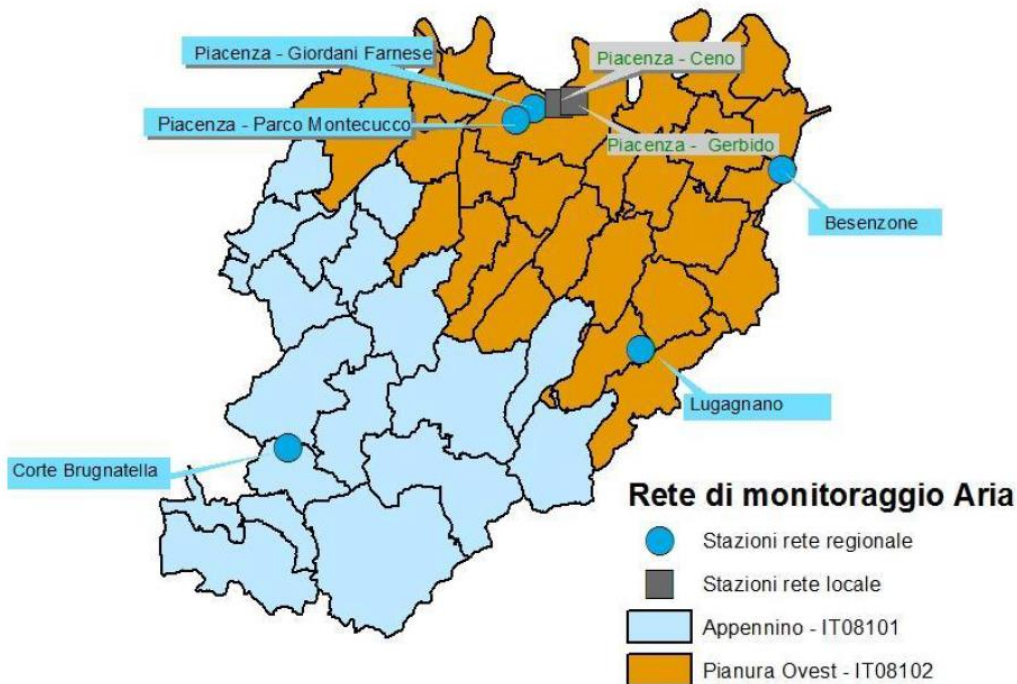 Piacenza - Giordani Farnese
Piacenza - Ceno
Piacenza - Parco Montecucco
Piacenza - Gerbido
Besenzone
Lugagnano
Corte Brugnatella
Rete di monitoraggio Aria
Stazioni rete regionale
Stazioni rete locale
Appennino - IT08101
Pianura Ovest - IT08102